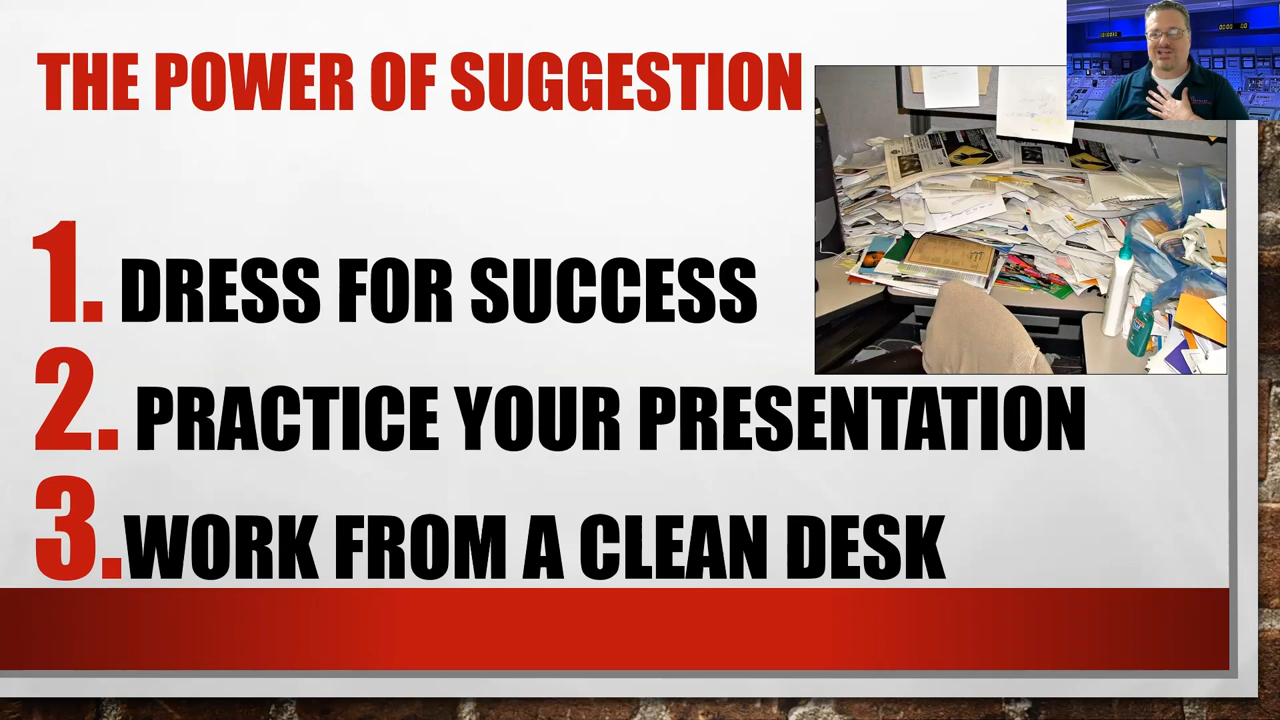 THE POWER OF SUGGESTION
1. DRESS FOR SUCCESS
2. PRACTICE YOUR PRESENTATION
3.WORK FROM A CLEAN DESK